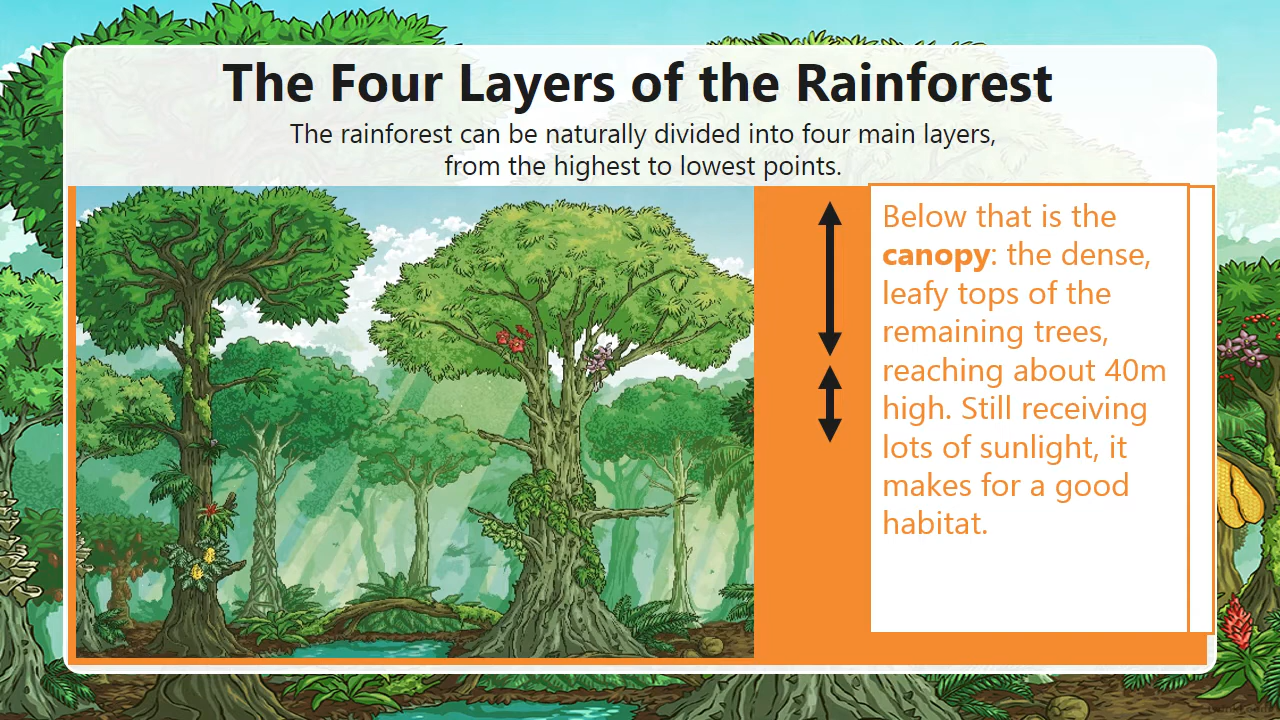 The Four Layers of the Rainforest
The rainforest can be naturally divided into four main layers,
from the highest to lowest points.
Below that is the
canopy: the dense,
leafy tops of the
remaining trees,
reaching about 40m
high. Still receiving
lots of sunlight, it
makes for a good
habitat.